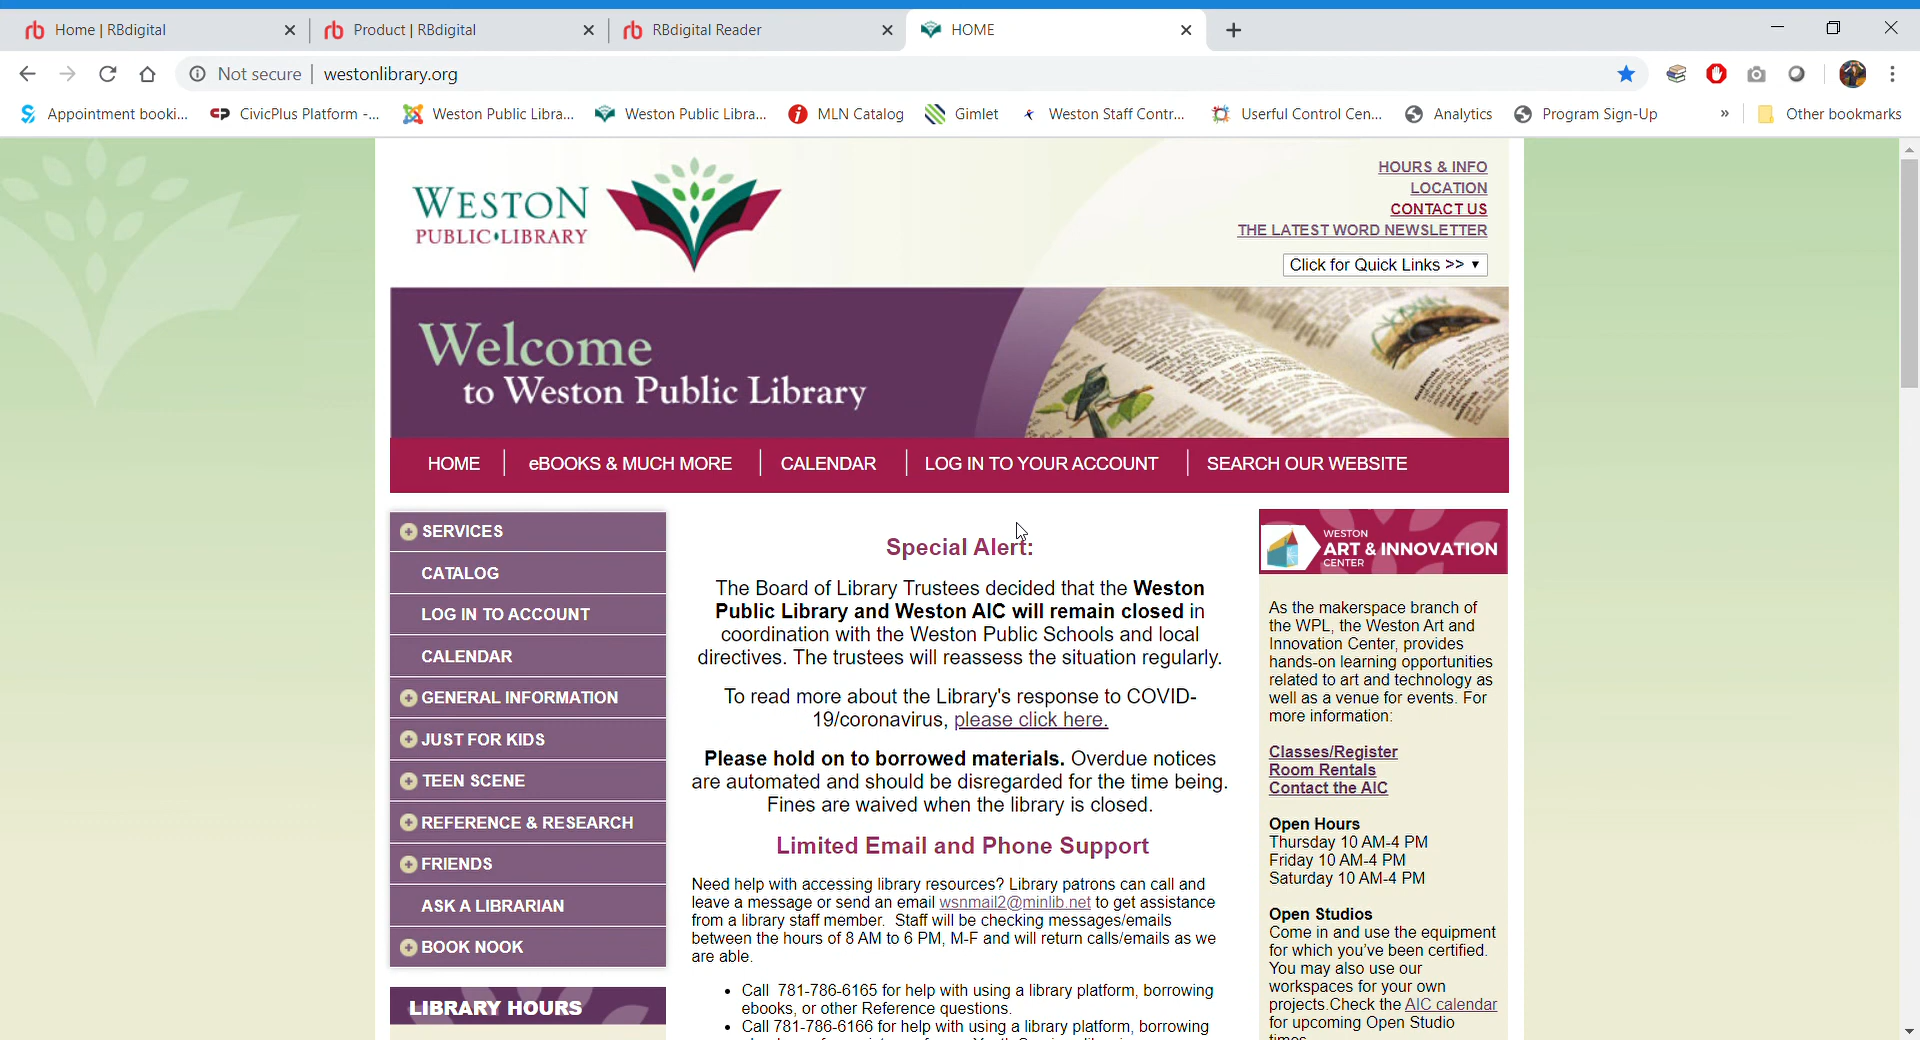 Home | RBdigital
Product | RBdigital
RBdigital Reader
HOME
Not secure | westonlibrary.org
Appointment booki...
CivicPlus Platform -...
Weston Public Libra...
Weston Public Libra...
MLN Catalog
Gimlet
Weston Staff Contr...
Userful Control Cen...
Analytics
Program Sign-Up
»
Other bookmarks
WESTON
PUBLIC•LIBRARY
HOURS & INFO
LOCATION
CONTACT US
THE LATEST WORD NEWSLETTER
Click for Quick Links >>
Welcome
to Weston Public Library
HOME
eBOOKS & MUCH MORE
CALENDAR
LOG IN TO YOUR ACCOUNT
SEARCH OUR WEBSITE
SERVICES
CATALOG
LOG IN TO ACCOUNT
CALENDAR
GENERAL INFORMATION
JUST FOR KIDS
TEEN SCENE
REFERENCE & RESEARCH
FRIENDS
ASK A LIBRARIAN
BOOK NOOK
LIBRARY HOURS
Special Alert:
The Board of Library Trustees decided that the Weston
Public Library and Weston AIC will remain closed in
coordination with the Weston Public Schools and local
directives. The trustees will reassess the situation regularly.
To read more about the Library's response to COVID-
19/coronavirus, please click here.
Please hold on to borrowed materials. Overdue notices
are automated and should be disregarded for the time being.
Fines are waived when the library is closed.
Limited Email and Phone Support
Need help with accessing library resources? Library patrons can call and
leave a message or send an email wsnmail2@minlib.net to get assistance
from a library staff member. Staff will be checking messages/emails
between the hours of 8 AM to 6 PM, M-F and will return calls/emails as we
are able.
• Call 781-786-6165 for help with using a library platform, borrowing
ebooks, or other Reference questions.
• Call 781-786-6166 for help with using a library platform, borrowing
WESTON
ART & INNOVATION
CENTER
As the makerspace branch of
the WPL, the Weston Art and
Innovation Center, provides
hands-on learning opportunities
related to art and technology as
well as a venue for events. For
more information:
Classes/Register
Room Rentals
Contact the AIC
Open Hours
Thursday 10 AM-4 PM
Friday 10 AM-4 PM
Saturday 10 AM-4 PM
Open Studios
Come in and use the equipment
for which you've been certified.
You may also use our
workspaces for your own
projects.Check the AIC calendar
for upcoming Open Studio
times